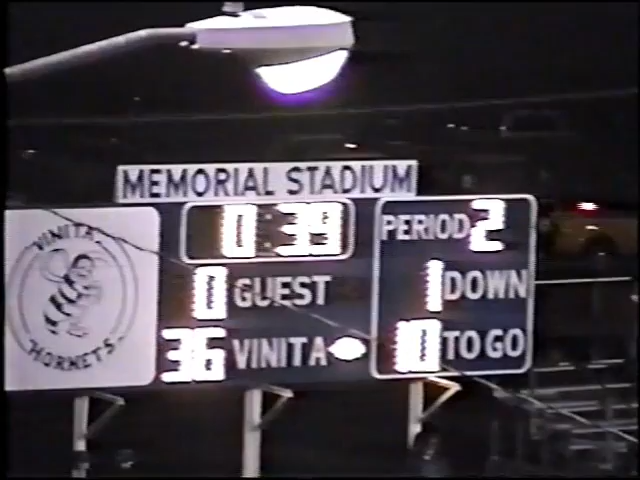 MEMORIAL STADIUM
VINITA
HORNETS
0:39
PERIOD 2
0 GUEST
1 DOWN
36 VINITA
10 TO GO